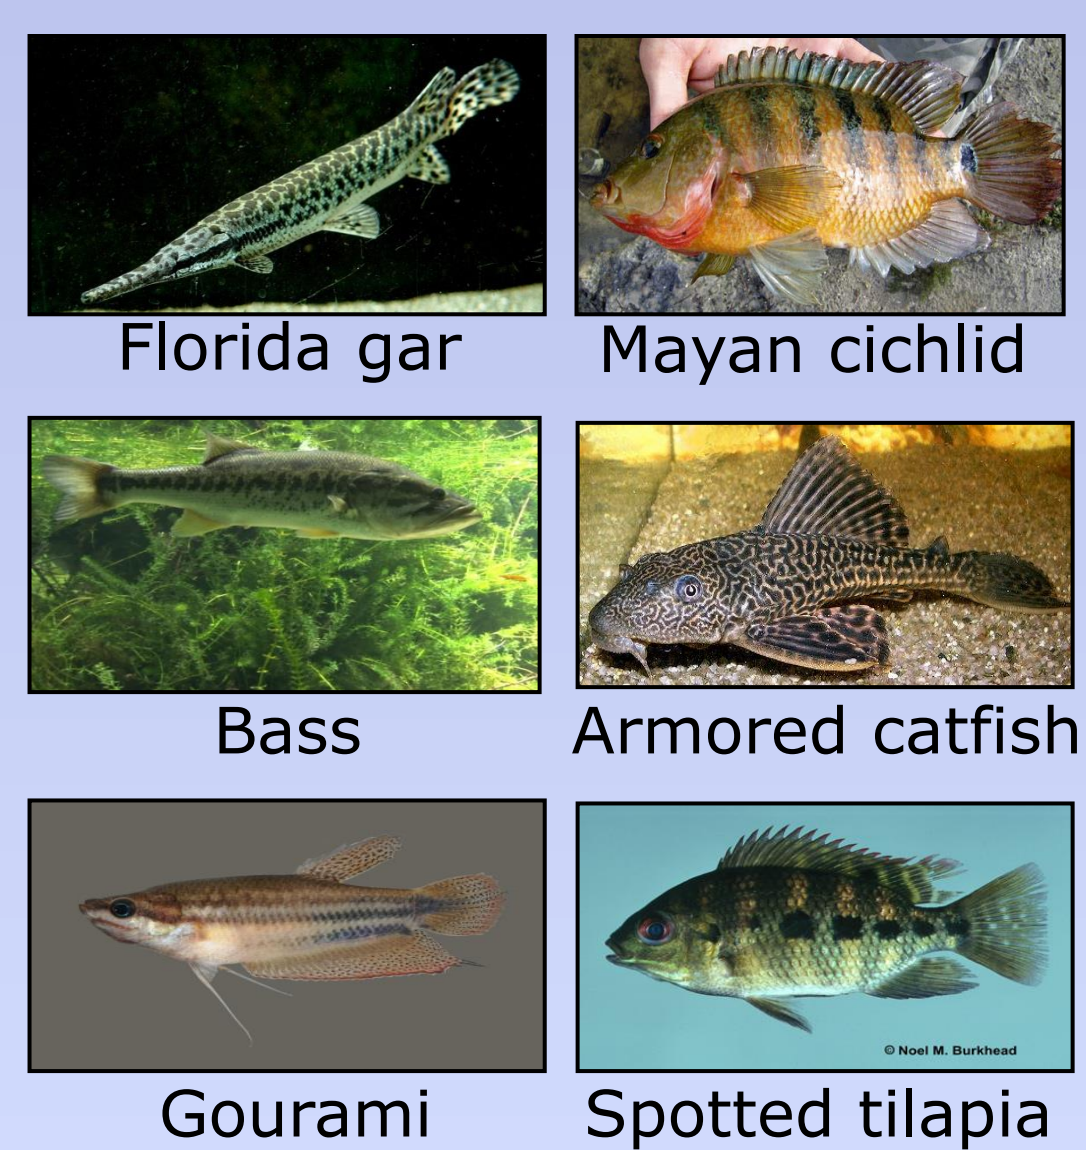 Florida gar
Mayan cichlid
Bass
Armored catfish
© Noel M. Burkhead
Gourami
Spotted tilapia